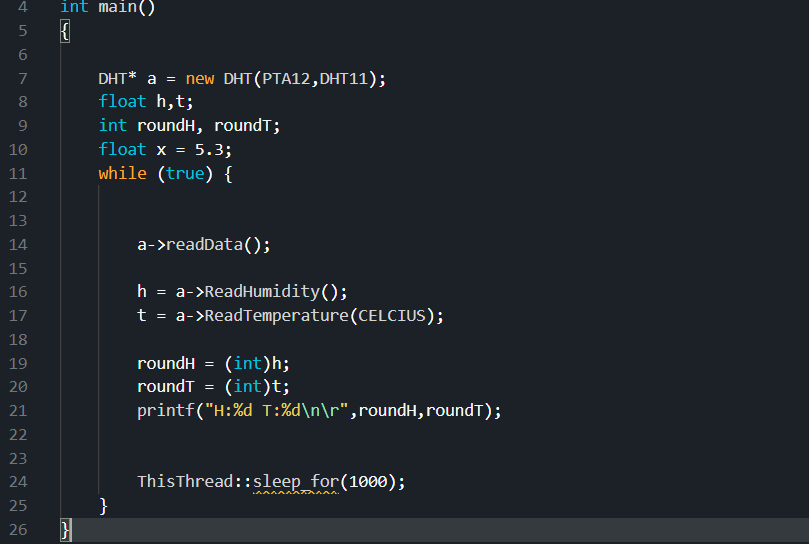 4 int main()
5 {
6
7 DHT* a = new DHT(PTA12,DHT11);
8 float h,t;
9 int roundH, roundT;
10 float x = 5.3;
11 while (true) {
12
13
14 a->readData();
15
16 h = a->ReadHumidity();
17 t = a->ReadTemperature(CELCIUS);
18
19 roundH = (int)h;
20 roundT = (int)t;
21 printf("H:%d T:%d\n\r",roundH,roundT);
22
23
24 ThisThread::sleep_for(1000);
25 }
26 }